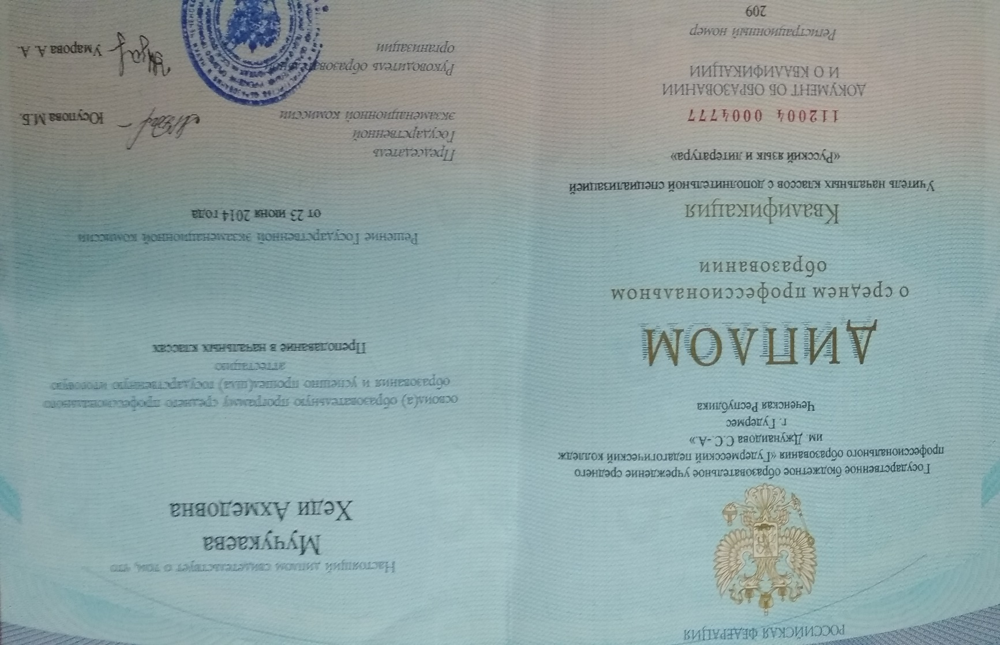 РОССИЙСКАЯ ФЕДЕРАЦИЯ
Государственное бюджетное образовательное учреждение среднего
профессионального образования «Гудермесский педагогический колледж
им. Джунаидова С.С.-А.»
г. Гудермес
Чеченская Республика
ДИПЛОМ
о среднем профессиональном
образовании
Квалификация
Учитель начальных классов с дополнительной специализацией
«Русский язык и литература»
112004 0004777
ДОКУМЕНТ ОБ ОБРАЗОВАНИИ
И О КВАЛИФИКАЦИИ
Регистрационный номер
209
Настоящий диплом свидетельствует о том, что
Мучукаева
Хеди Ахмедовна
освоил(а) образовательную программу среднего профессионального
образования и успешно прошел(шла) государственную итоговую
аттестацию
Преподавание в начальных классах
Решение Государственной экзаменационной комиссии
от 23 июня 2014 года
Председатель
Государственной
экзаменационной комиссии
Юсупова М.Б.
Руководитель образовательной
организации
Умарова А. А.